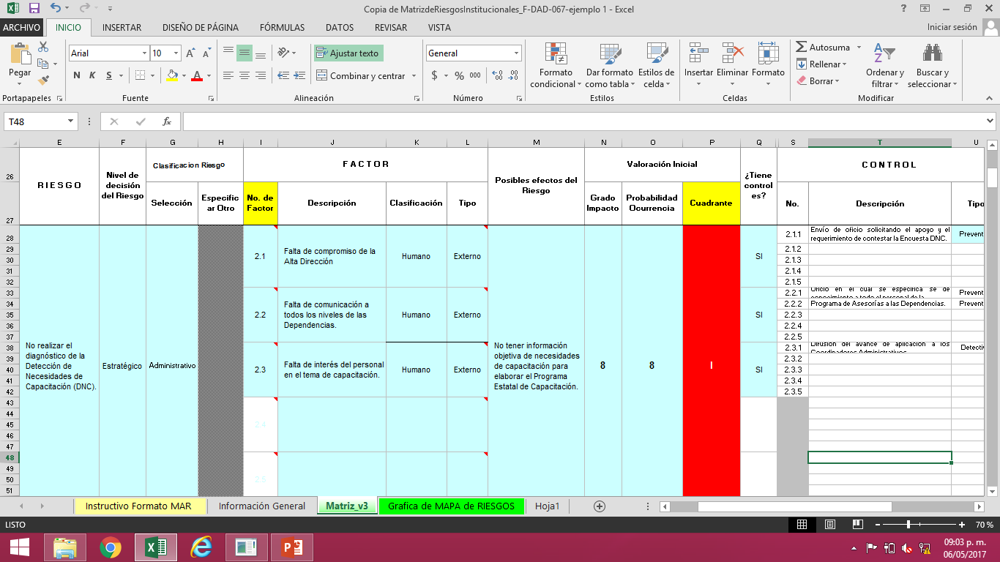 Copia de MatrizdeRiesgosInstitucionales_F-DAD-067-ejemplo 1 - Excel
ARCHIVO INICIO INSERTAR DISEÑO DE PÁGINA FÓRMULAS DATOS REVISAR VISTA Iniciar sesión
Pegar
Arial 10
N K S
Ajustar texto
Combinar y centrar
General
$ % 000
Formato condicional
Dar formato como tabla
Estilos de celda
Insertar Eliminar Formato
Autosuma
Rellenar
Borrar
Ordenar y filtrar
Buscar y seleccionar
Portapapeles Fuente Alineación Número Estilos Celdas Modificar
T48 fx
E F G H I J K L M N O P Q S T U
26
RIESGO
Nivel de decisión del Riesgo
Clasificacion Riesgo
FACTOR
Posibles efectos del Riesgo
Valoración Inicial
¿Tiene controles?
CONTROL
27
Selección
Especificar Otro
No. de Factor
Descripción
Clasificación
Tipo
Grado Impacto
Probabilidad Ocurrencia
Cuadrante
No.
Descripción
Tipo
28 2.1.1 Envío de oficio solicitando el apoyo y el requerimiento de contestar la Encuesta DNC. Prevent
29 2.1.2
30 2.1.3
31 2.1.4
32 2.1.5
2.1 Falta de compromiso de la Alta Dirección Humano Externo SI
33 2.2.1 Oficio en el cual se especifica se de conocimiento a todo el personal de la Prevent
34 2.2.2 Programa de Asesorías a las Dependencias. Prevent
35 2.2.3
36 2.2.4
37 2.2.5
2.2 Falta de comunicación a todos los niveles de las Dependencias. Humano Externo SI
38 2.3.1 Difusión del avance de aplicación a los Coordinadores Administrativos Detecti
39 2.3.2
40 2.3.3
41 2.3.4
42 2.3.5
No realizar el diagnóstico de la Detección de Necesidades de Capacitación (DNC).
Estratégico
Administrativo
2.3 Falta de interés del personal en el tema de capacitación. Humano Externo
No tener información objetiva de necesidades de capacitación para elaborar el Programa Estatal de Capacitación.
8 8 I SI
43
44
45 2.4
46
47
48
49
50 2.5
51
Instructivo Formato MAR Información General Matriz_v3 Grafica de MAPA de RIESGOS Hoja1
LISTO 70 %
09:03 p. m.
06/05/2017